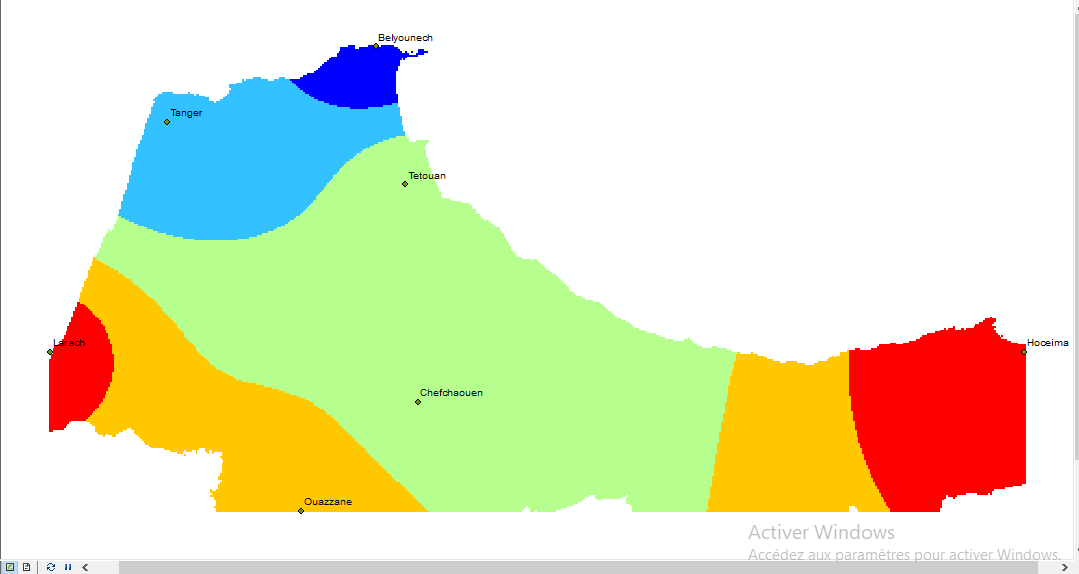 Belyounech
Tanger
Tetouan
Larach
Hoceima
Chefchaouen
Ouazzane
Activer Windows
Accédez aux paramètres pour activer Windows.